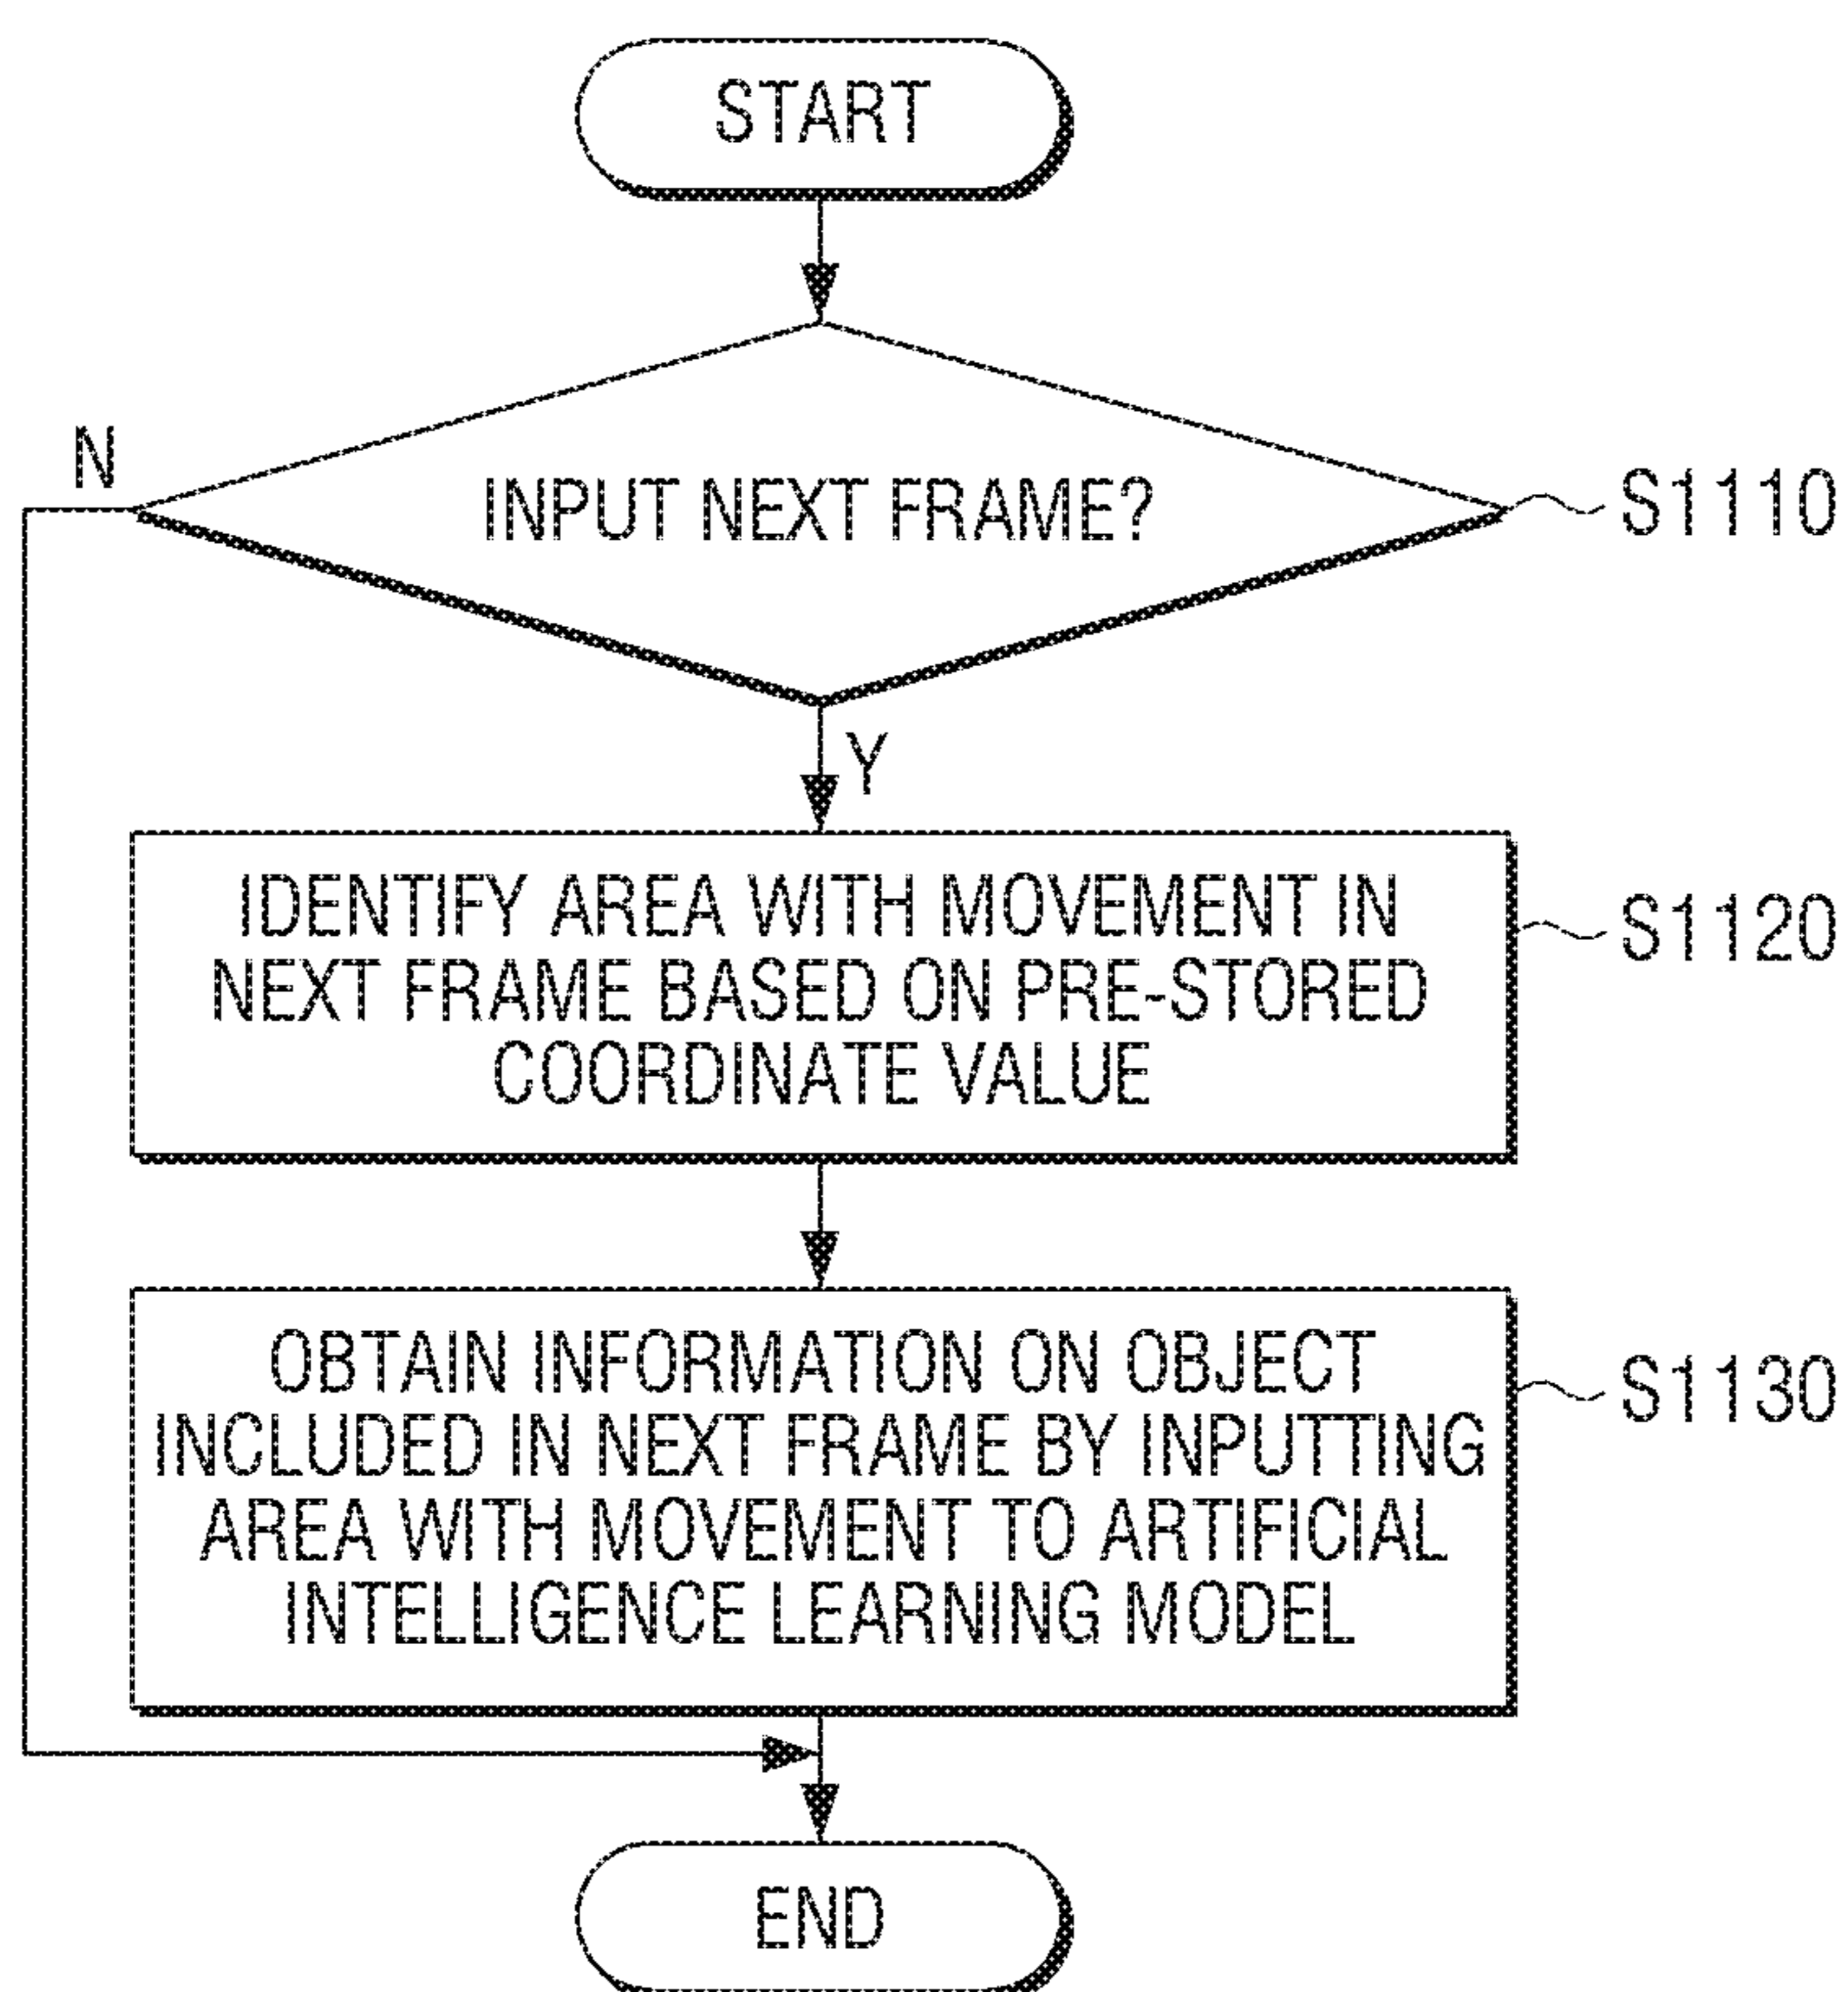 START
N
INPUT NEXT FRAME?
S1110
Y
IDENTIFY AREA WITH MOVEMENT IN
NEXT FRAME BASED ON PRE-STORED
COORDINATE VALUE
S1120
OBTAIN INFORMATION ON OBJECT
INCLUDED IN NEXT FRAME BY INPUTTING
AREA WITH MOVEMENT TO ARTIFICIAL
INTELLIGENCE LEARNING MODEL
S1130
END